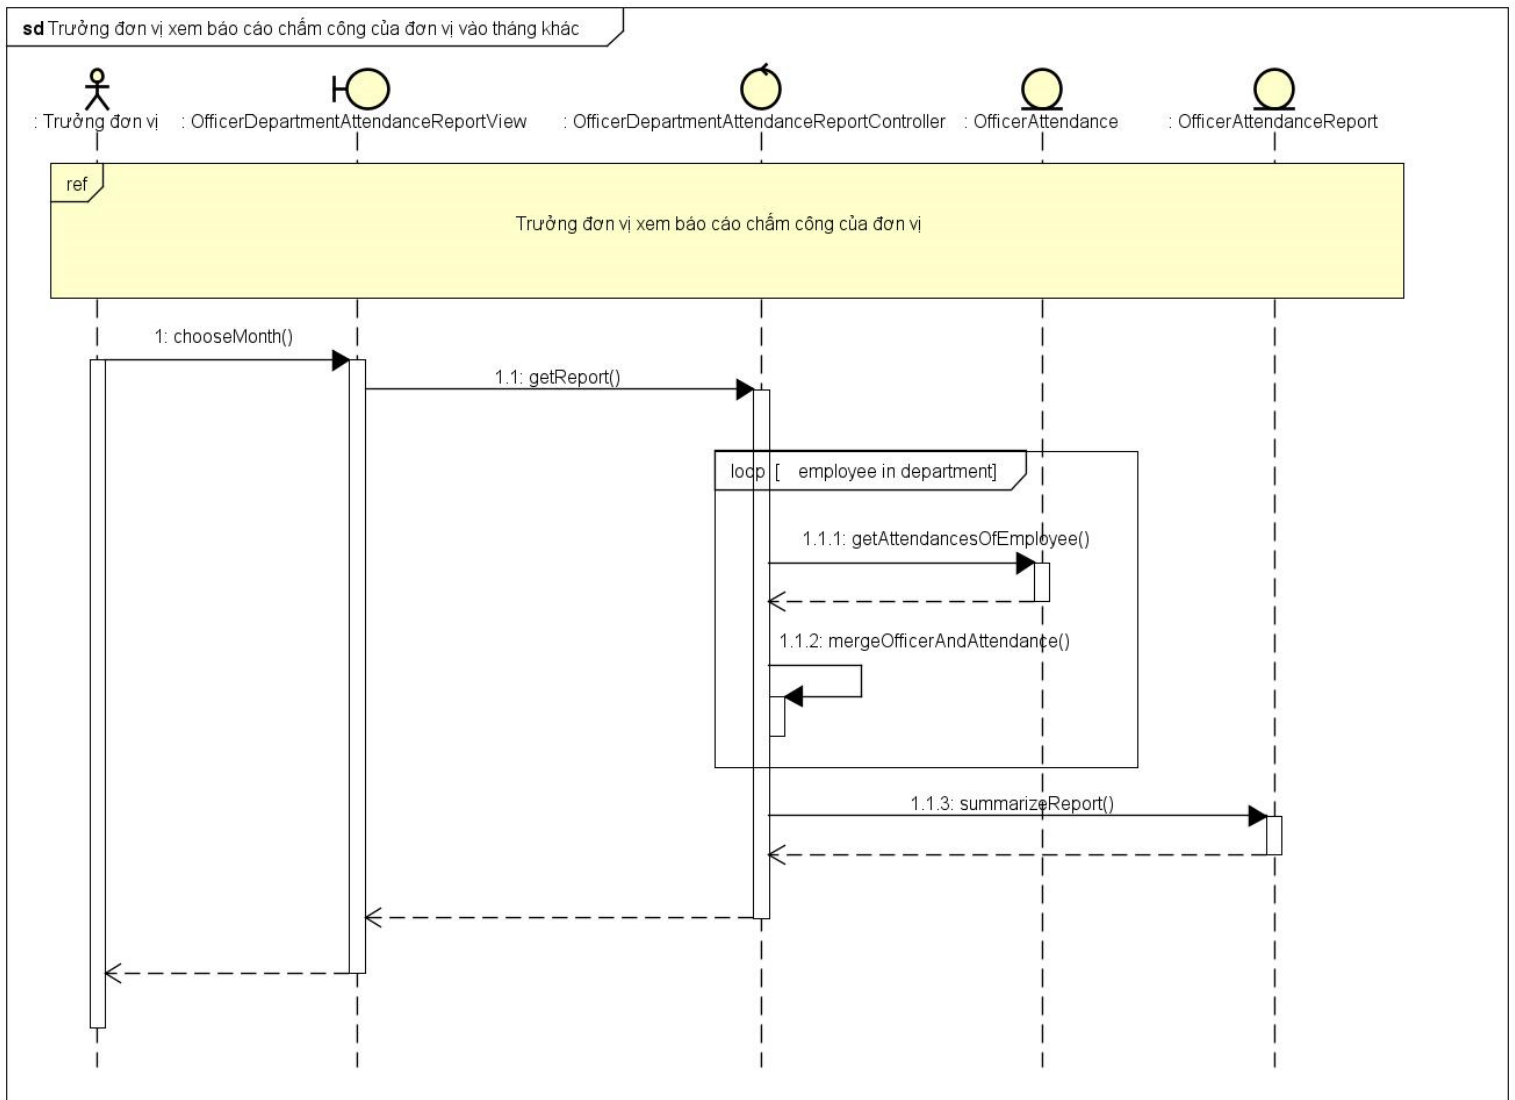 sd Trưởng đơn vị xem báo cáo chấm công của đơn vị vào tháng khác
: Trưởng đơn vị : OfficerDepartmentAttendanceReportView : OfficerDepartmentAttendanceReportController : OfficerAttendance : OfficerAttendanceReport
ref
Trưởng đơn vị xem báo cáo chấm công của đơn vị
1: chooseMonth()
1.1: getReport()
loop [ employee in department]
1.1.1: getAttendancesOfEmployee()
1.1.2: mergeOfficerAndAttendance()
1.1.3: summarizeReport()